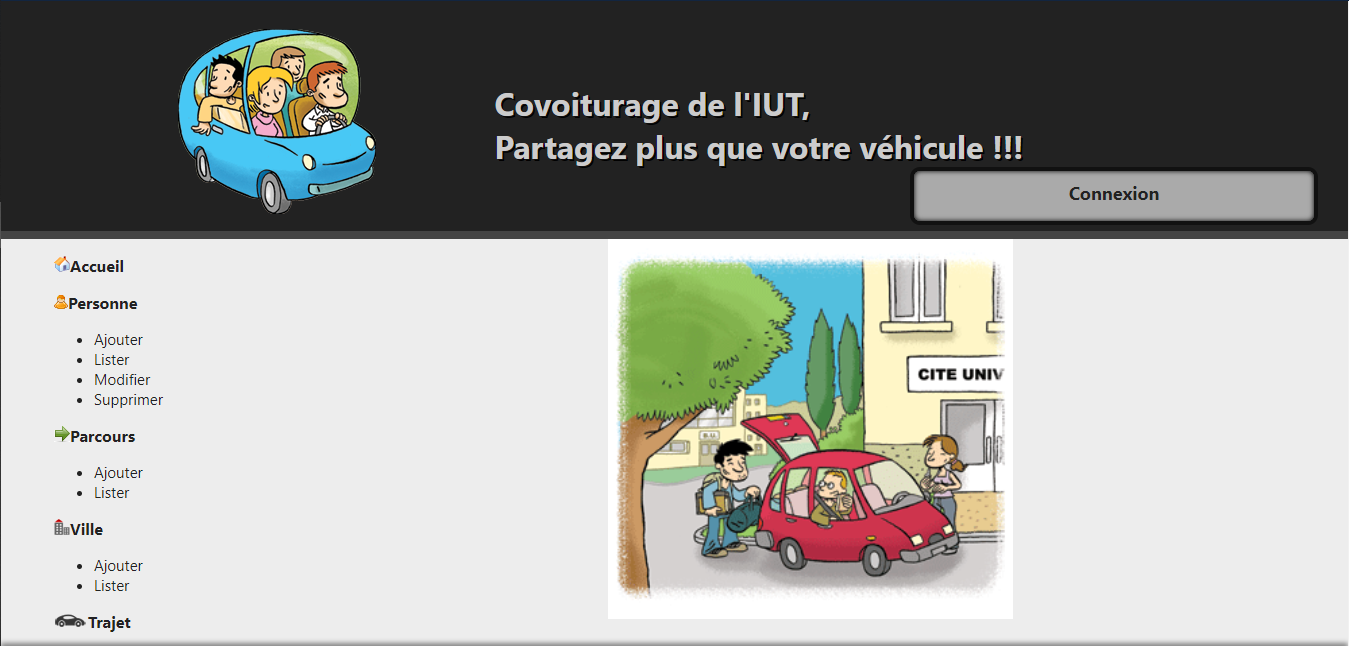 Covoiturage de l'IUT,
Partagez plus que votre véhicule !!!
Connexion
Accueil
Personne
Ajouter
Lister
Modifier
Supprimer
Parcours
Ajouter
Lister
Ville
Ajouter
Lister
Trajet
CITE UNIV
B.U.